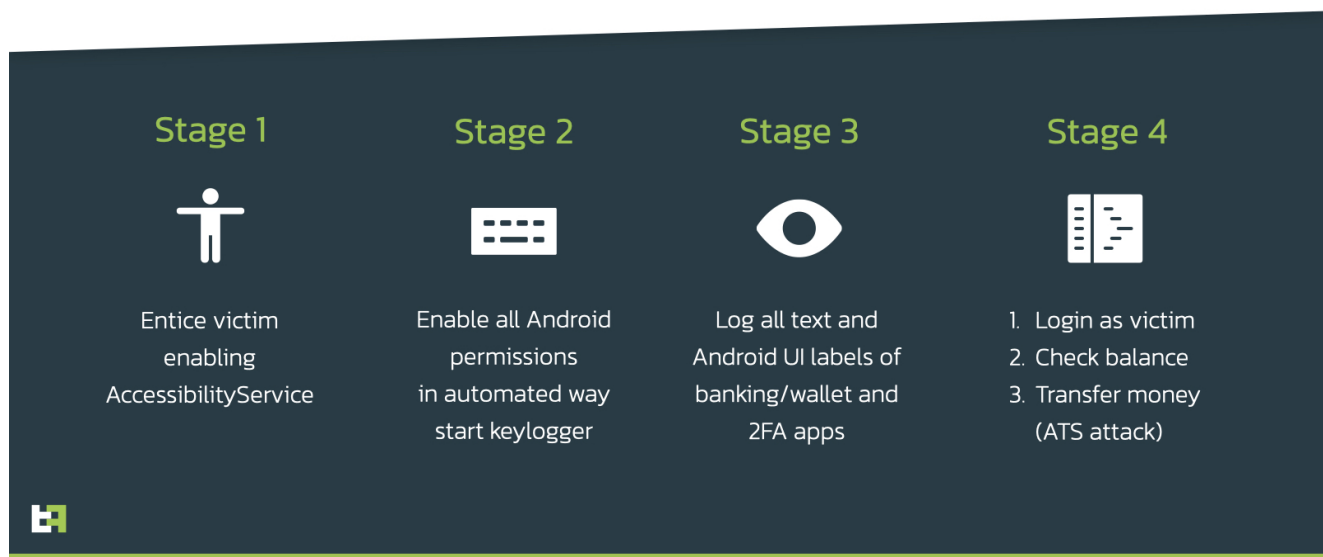 Stage 1
Entice victim
enabling
AccessibilityService
Stage 2
Enable all Android
permissions
in automated way
start keylogger
Stage 3
Log all text and
Android UI labels of
banking/wallet and
2FA apps
Stage 4
1. Login as victim
2. Check balance
3. Transfer money
(ATS attack)